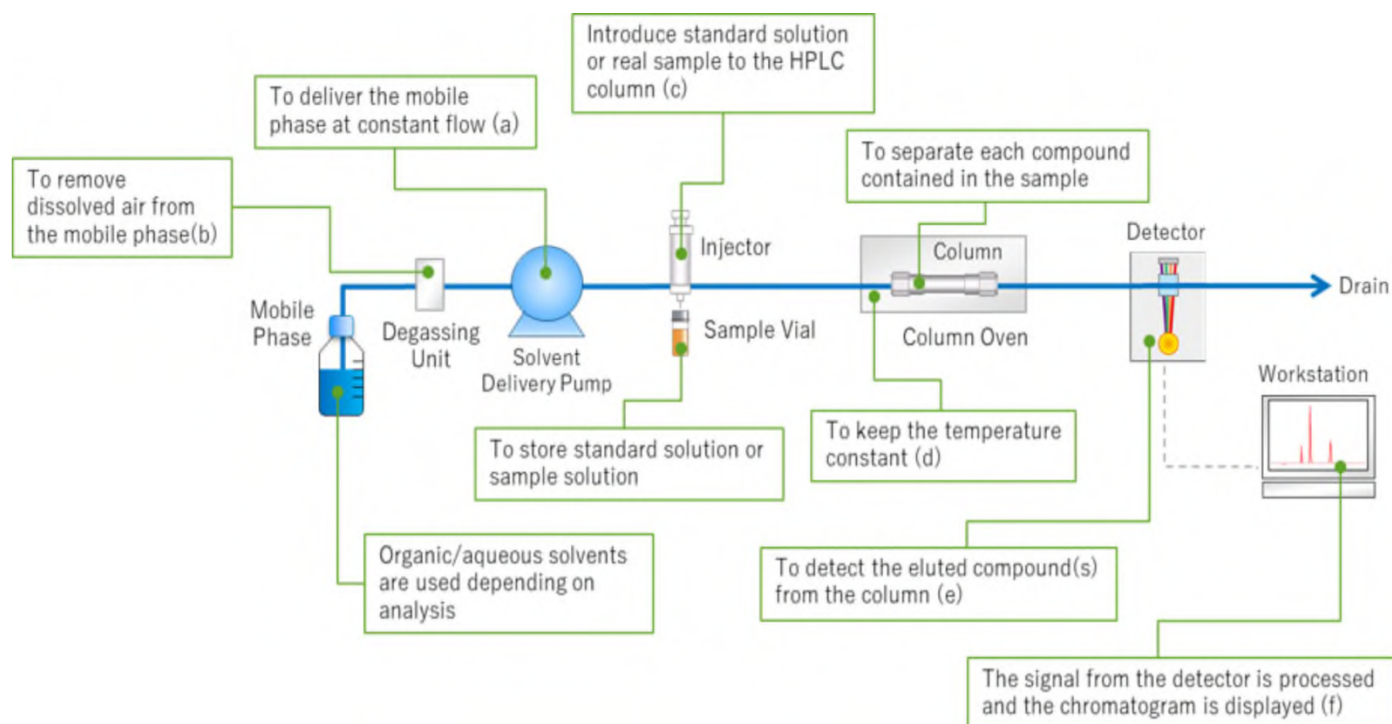 Introduce standard solution
or real sample to the HPLC
column (c)
To deliver the mobile
phase at constant flow (a)
To separate each compound
contained in the sample
To remove
dissolved air from
the mobile phase(b)
Injector
Column
Detector
Drain
Mobile
Phase
Degassing
Unit
Solvent
Delivery Pump
Sample Vial
Column Oven
Workstation
To store standard solution or
sample solution
To keep the temperature
constant (d)
Organic/aqueous solvents
are used depending on
analysis
To detect the eluted compound(s)
from the column (e)
The signal from the detector is processed
and the chromatogram is displayed (f)